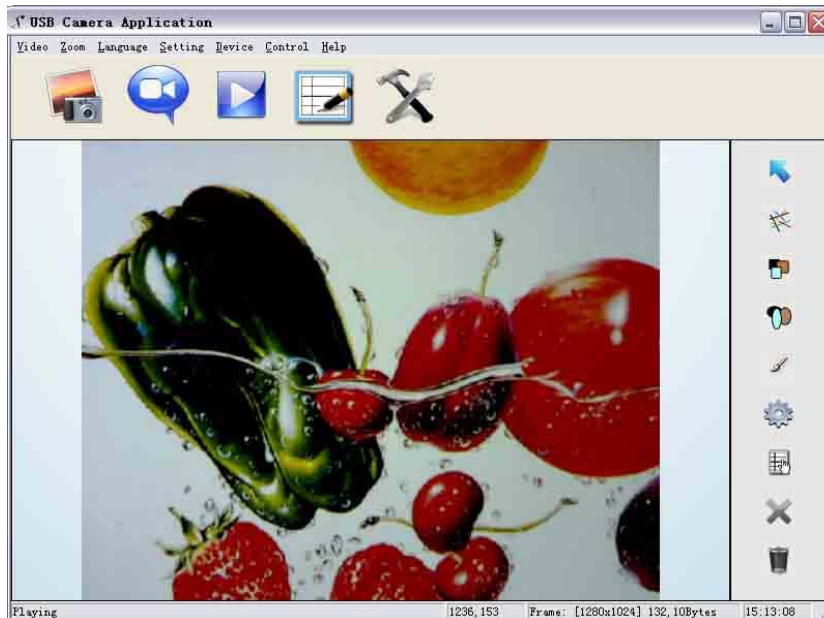 USB Camera Application
Video Zoom Language Setting Device Control Help
Playing 1236,153 Frame: [1280x1024] 132,10Bytes 15:13:08